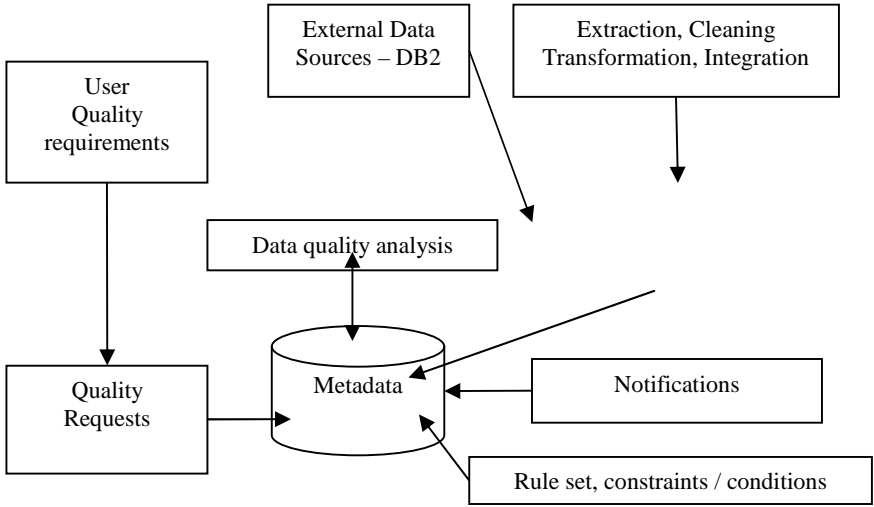 External Data
Sources – DB2
Extraction, Cleaning
Transformation, Integration
User
Quality
requirements
Data quality analysis
Metadata
Quality
Requests
Notifications
Rule set, constraints / conditions